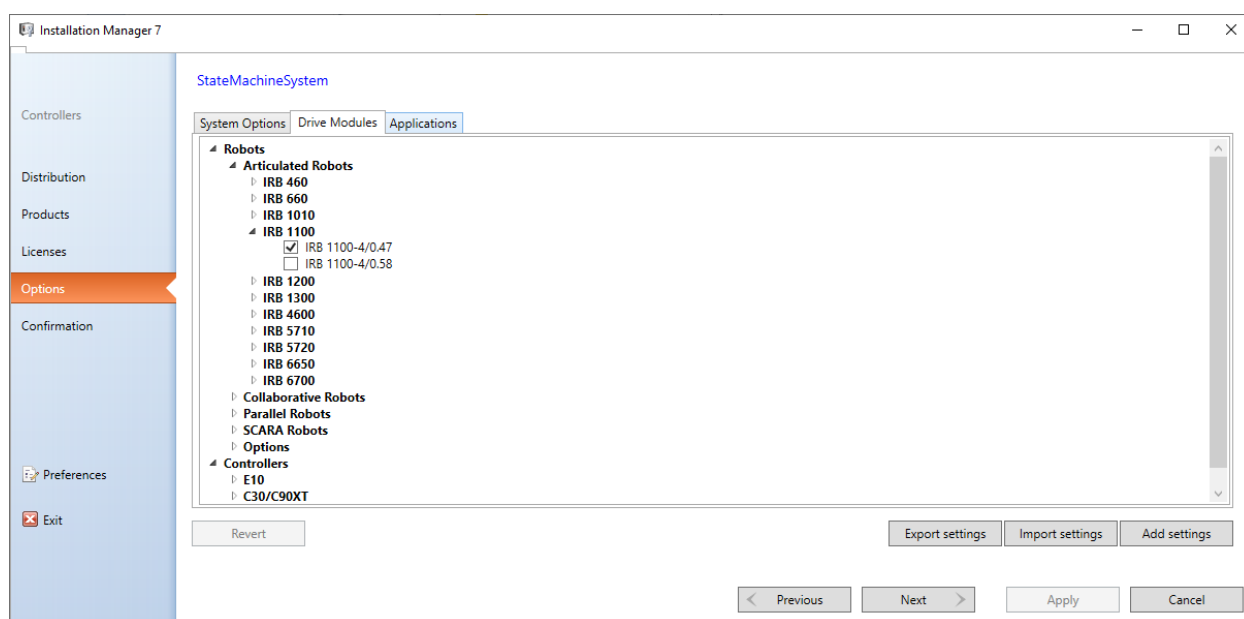 Installation Manager 7
StateMachineSystem
Controllers
Distribution
Products
Licenses
Options
Confirmation
Preferences
Exit
System Options Drive Modules Applications
Robots
Articulated Robots
IRB 460
IRB 660
IRB 1010
IRB 1100
IRB 1100-4/0.47
IRB 1100-4/0.58
IRB 1200
IRB 1300
IRB 4600
IRB 5710
IRB 5720
IRB 6650
IRB 6700
Collaborative Robots
Parallel Robots
SCARA Robots
Options
Controllers
E10
C30/C90XT
Revert Export settings Import settings Add settings
Previous Next Apply Cancel